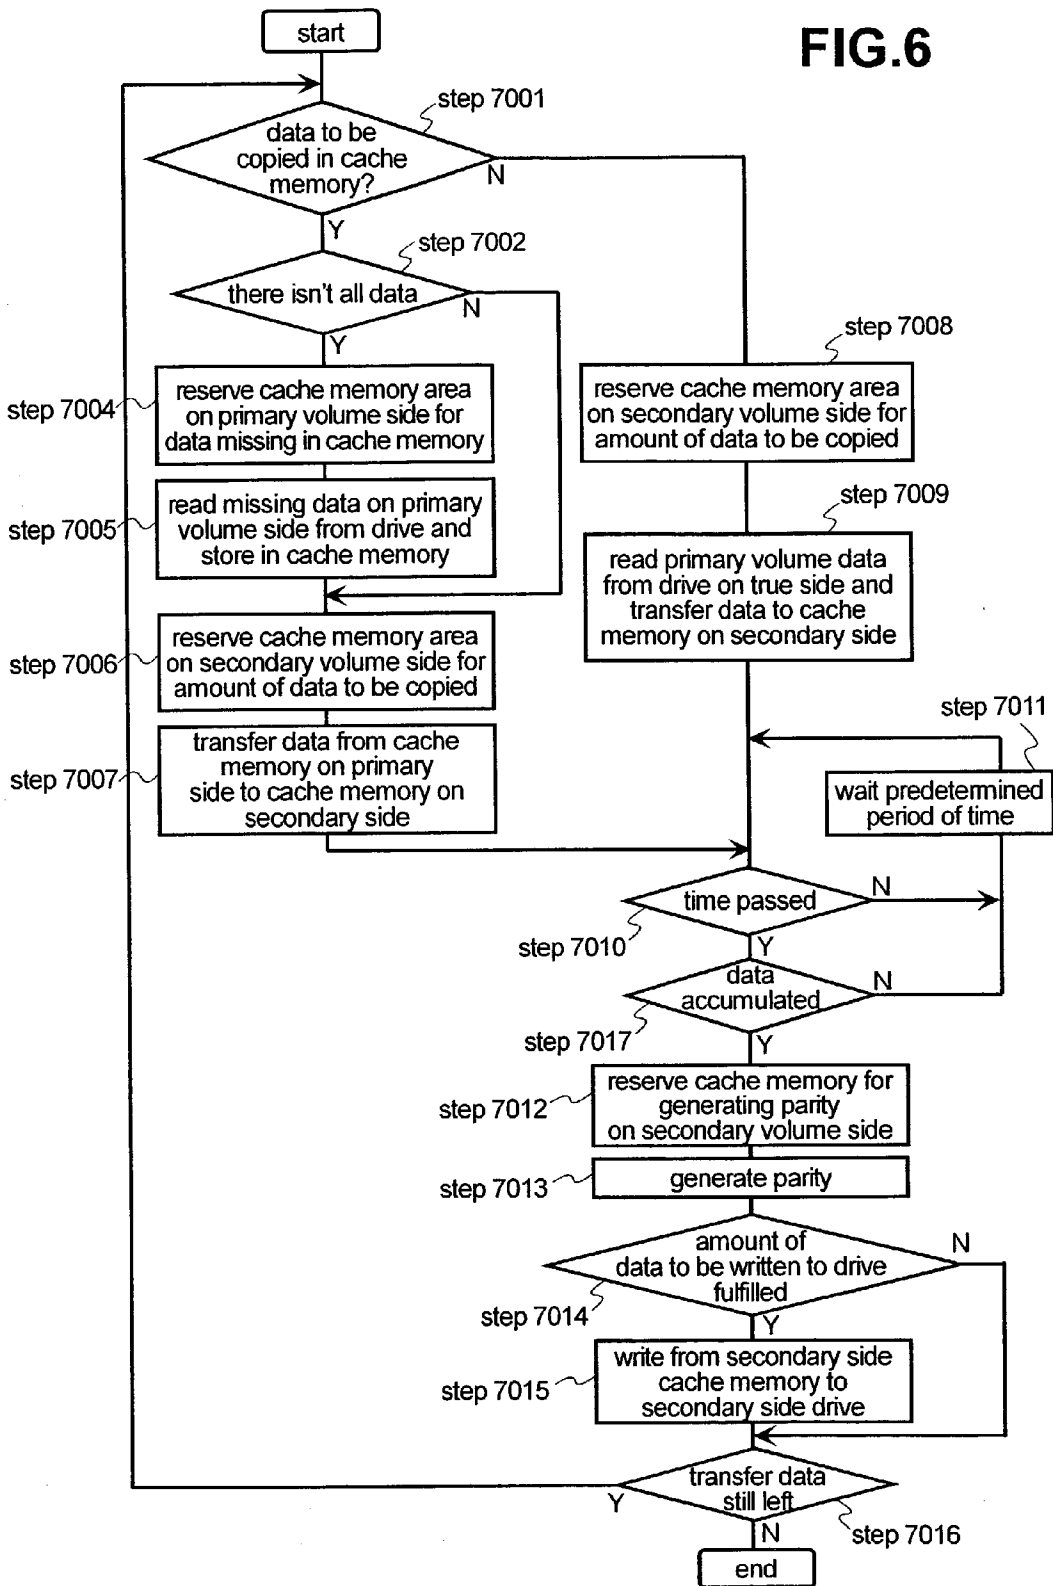 FIG.6
start
step 7001
data to be
copied in cache
memory?
N
Y
step 7002
there isn't all data
N
Y
step 7004
reserve cache memory area
on primary volume side for
data missing in cache memory
step 7005
read missing data on primary
volume side from drive and
store in cache memory
step 7006
reserve cache memory area
on secondary volume side for
amount of data to be copied
step 7007
transfer data from cache
memory on primary
side to cache memory on
secondary side
step 7008
reserve cache memory area
on secondary volume side for
amount of data to be copied
step 7009
read primary volume data
from drive on true side and
transfer data to cache
memory on secondary side
step 7011
wait predetermined
period of time
time passed
N
step 7010
Y
data
accumulated
N
step 7017
Y
step 7012
reserve cache memory for
generating parity
on secondary volume side
step 7013
generate parity
amount of
data to be written to drive
fulfilled
N
step 7014
Y
step 7015
write from secondary side
cache memory to
secondary side drive
transfer data
still left
Y
step 7016
N
end